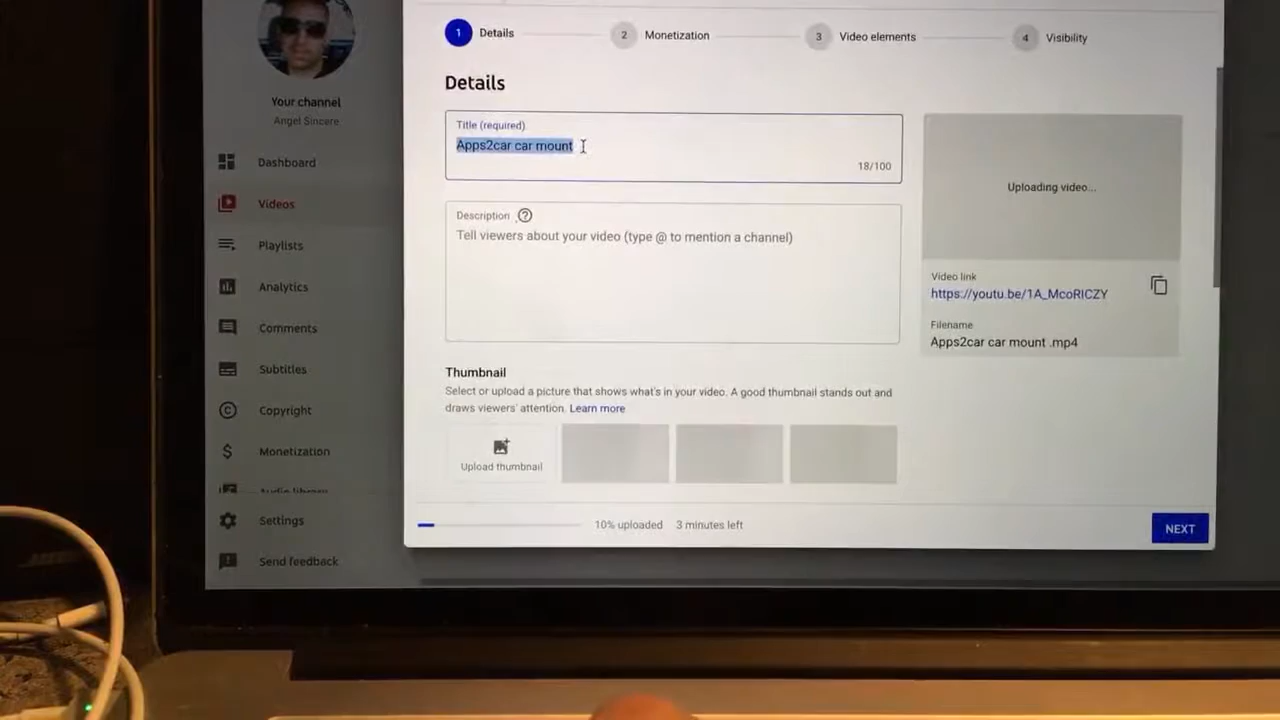 1 Details
2 Monetization
3 Video elements
4 Visibility
Your channel
Angel Sincere
Dashboard
Videos
Playlists
Analytics
Comments
Subtitles
Copyright
Monetization
Audio library
Settings
Send feedback
Details
Title (required)
Apps2car car mount
18/100
Description ?
Tell viewers about your video (type @ to mention a channel)
Thumbnail
Select or upload a picture that shows what's in your video. A good thumbnail stands out and
draws viewers' attention. Learn more
Upload thumbnail
Uploading video...
Video link
https://youtu.be/1A_McoRICZY
Filename
Apps2car car mount .mp4
10% uploaded 3 minutes left
NEXT